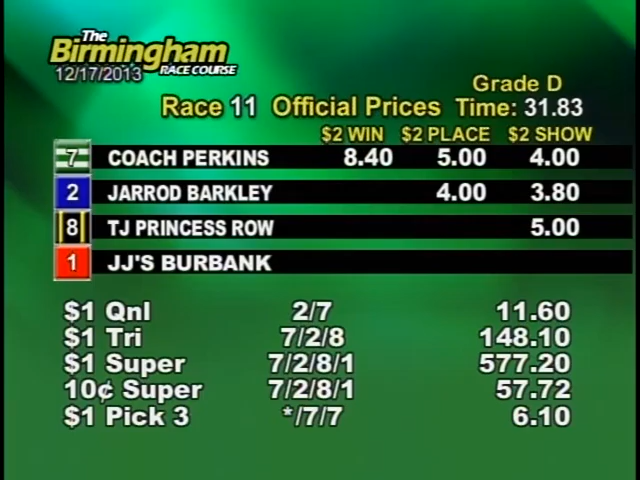 The
Birmingham
RACE COURSE
12/17/2013
Grade D
Race 11 Official Prices Time: 31.83
$2 WIN $2 PLACE $2 SHOW
7 COACH PERKINS 8.40 5.00 4.00
2 JARROD BARKLEY 4.00 3.80
8 TJ PRINCESS ROW 5.00
1 JJ'S BURBANK
$1 Qnl 2/7 11.60
$1 Tri 7/2/8 148.10
$1 Super 7/2/8/1 577.20
10¢ Super 7/2/8/1 57.72
$1 Pick 3 */7/7 6.10